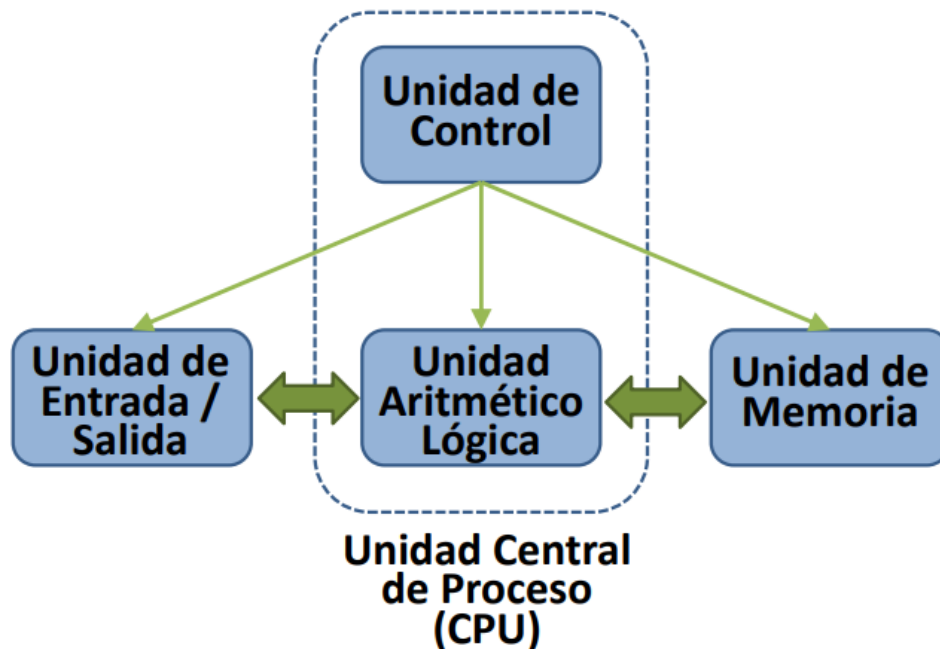 Unidad de
Control
Unidad de
Entrada /
Salida
Unidad
Aritmético
Lógica
Unidad de
Memoria
Unidad Central
de Proceso
(CPU)